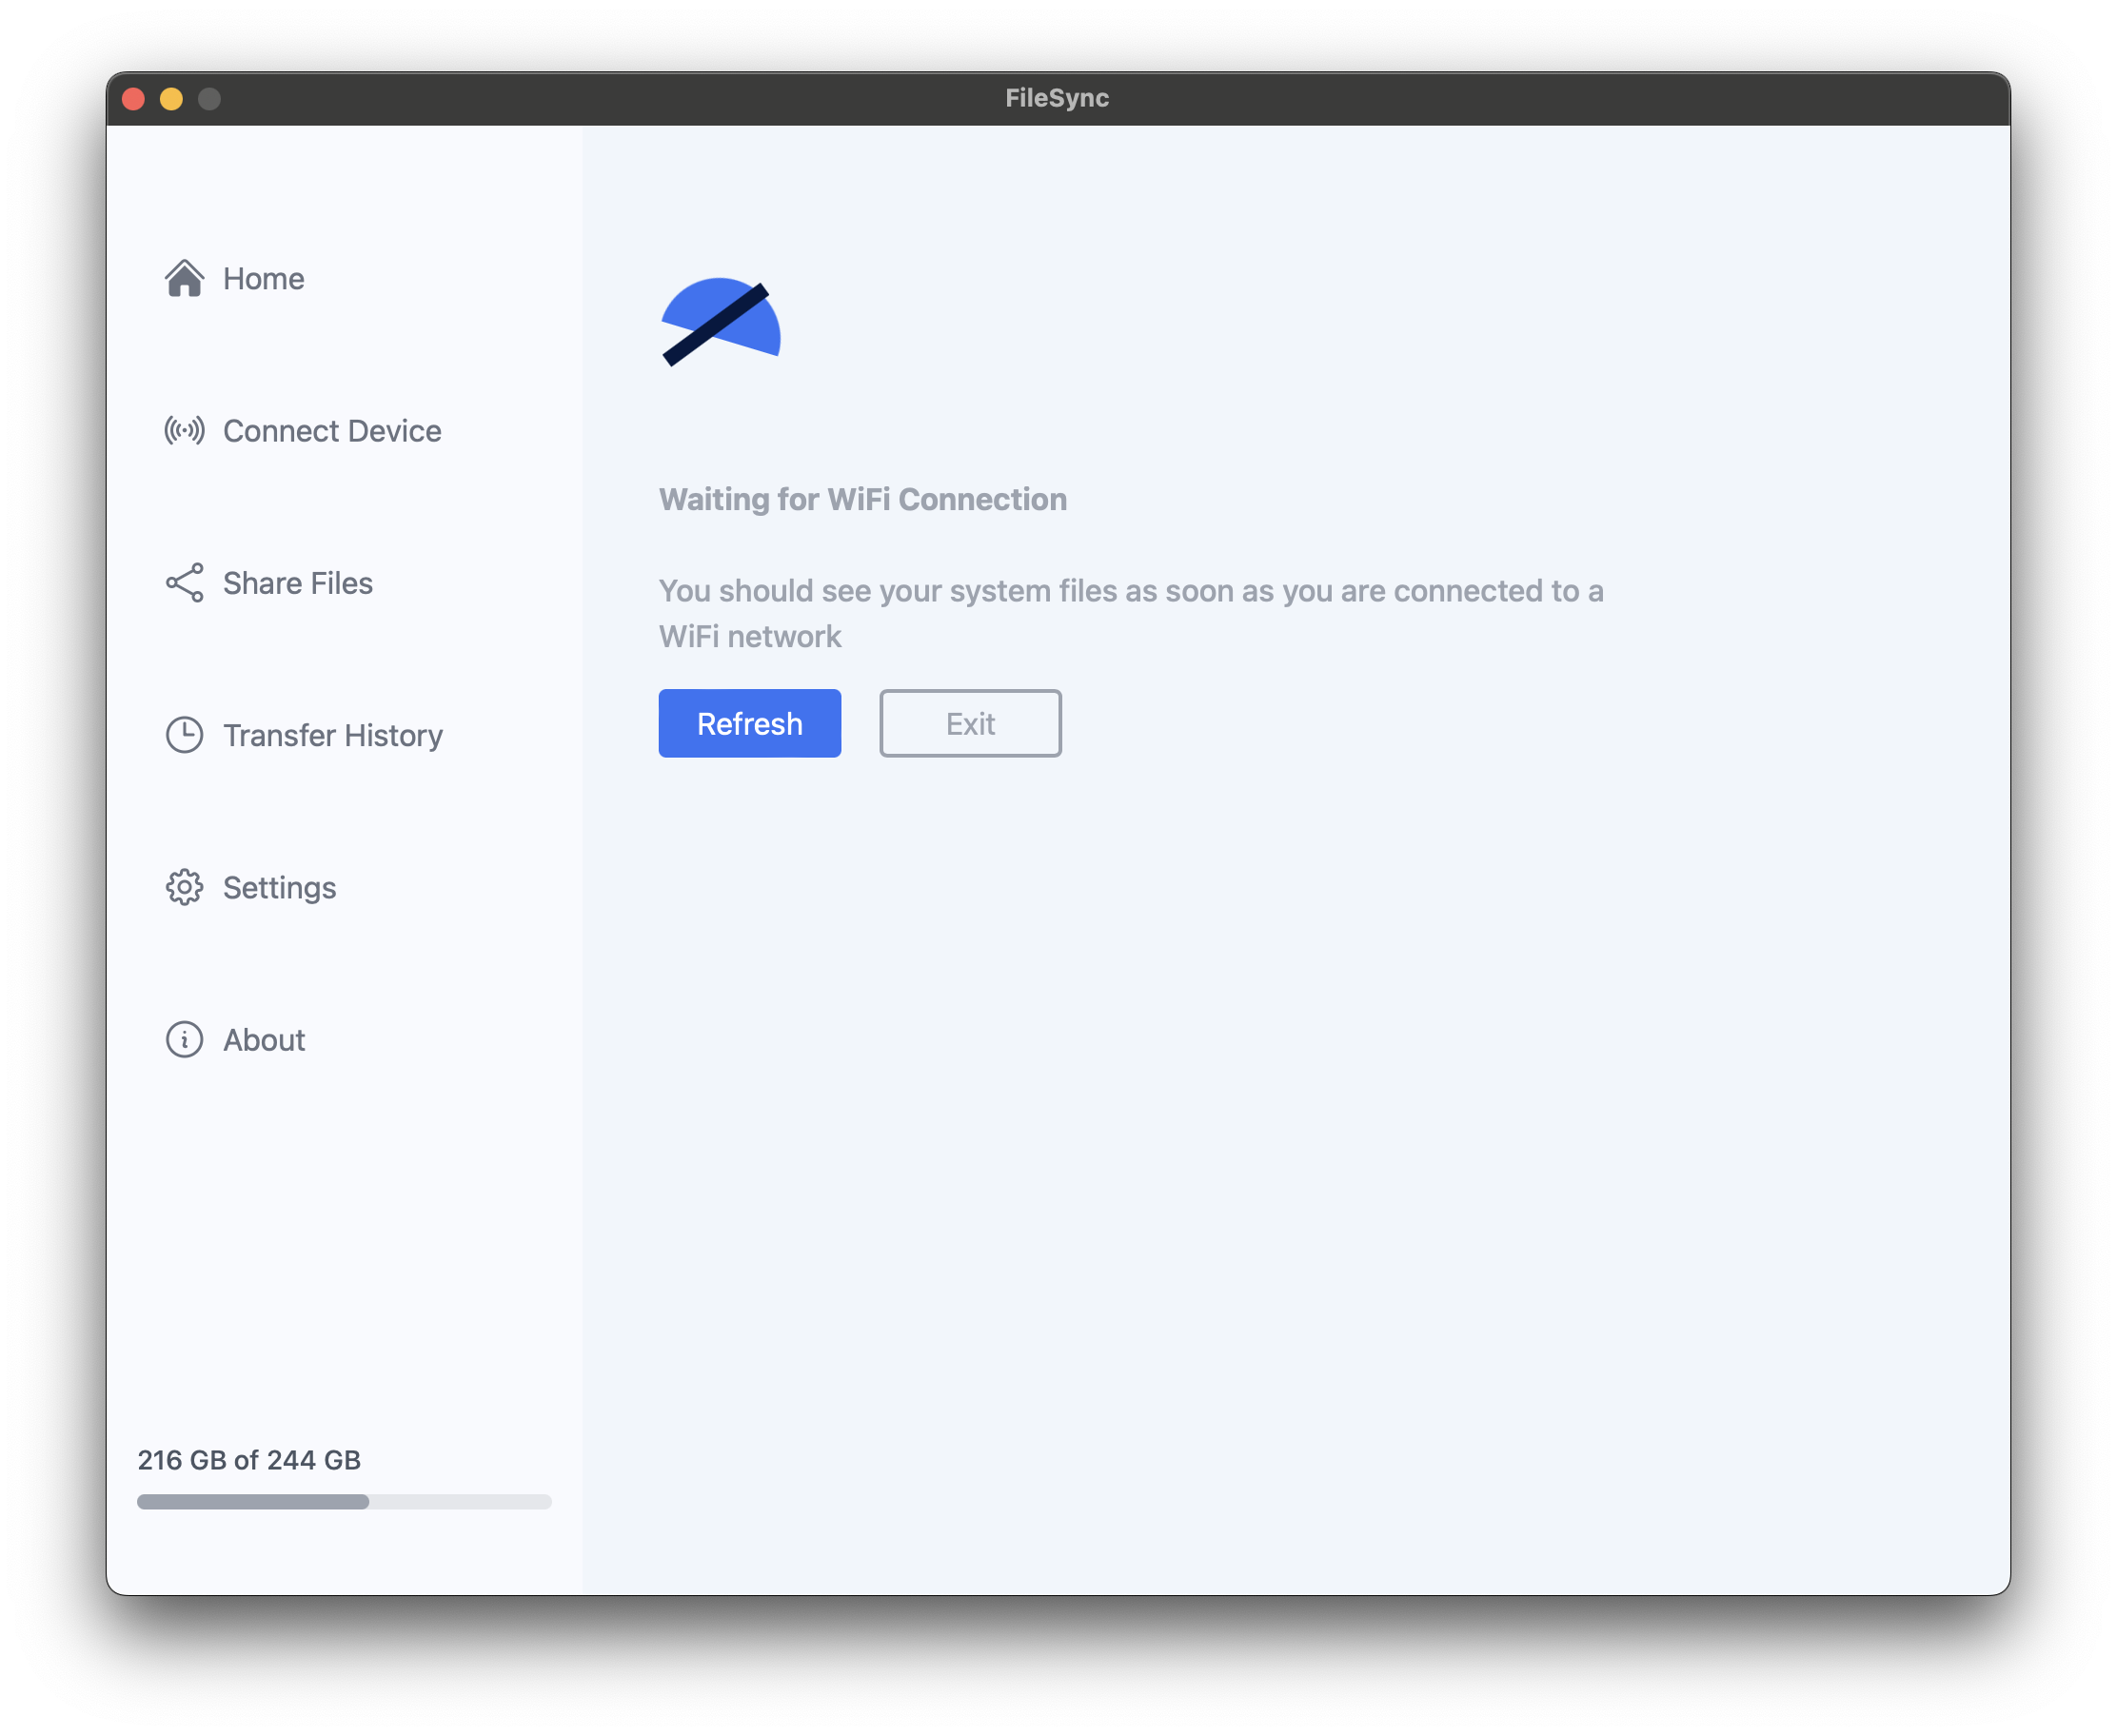 FileSync
Home
Connect Device
Share Files
Transfer History
Settings
About
216 GB of 244 GB
Waiting for WiFi Connection
You should see your system files as soon as you are connected to a
WiFi network
Refresh
Exit